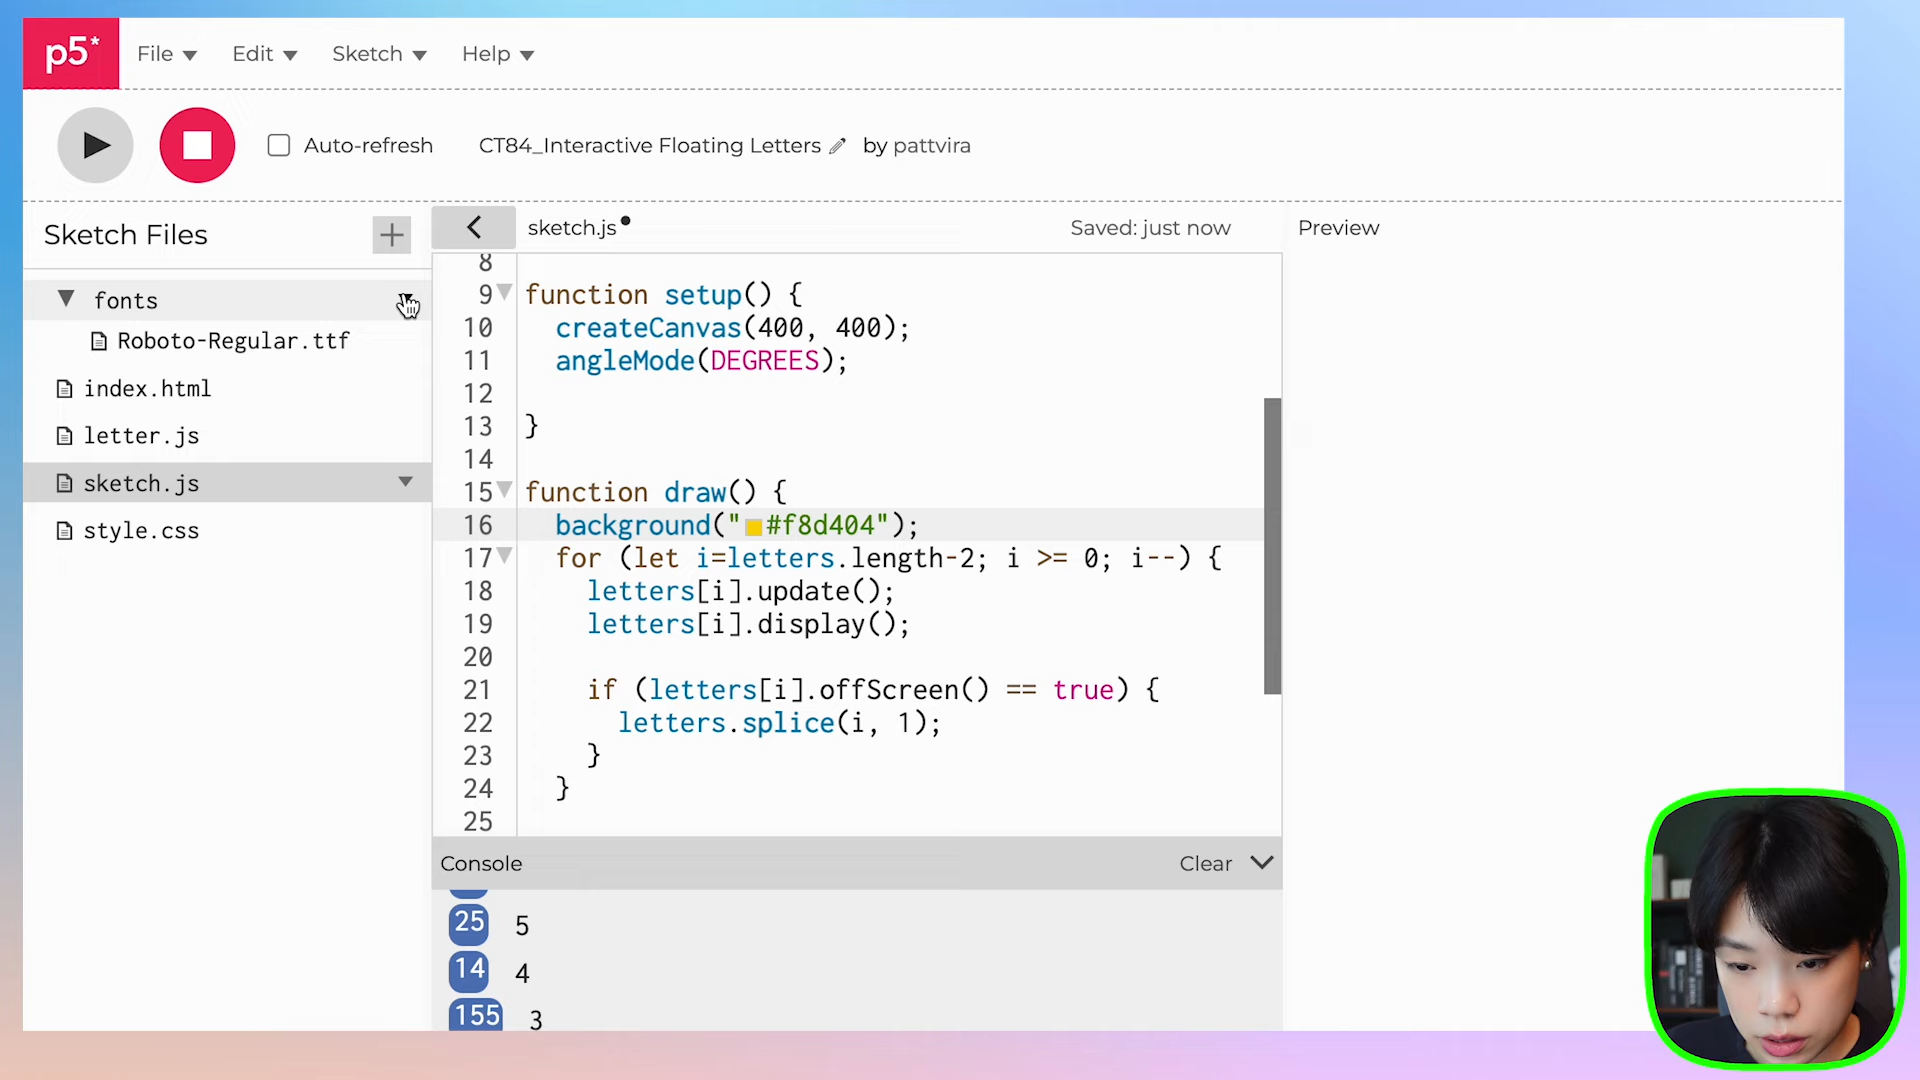 p5*
File
Edit
Sketch
Help
Auto-refresh
CT84_Interactive Floating Letters
by pattvira
Sketch Files
fonts
Roboto-Regular.ttf
index.html
letter.js
sketch.js
style.css
sketch.js
Saved: just now
Preview
8
9 function setup() {
10 createCanvas(400, 400);
11 angleMode(DEGREES);
12
13 }
14
15 function draw() {
16 background("#f8d404");
17 for (let i=letters.length-2; i >= 0; i--) {
18 letters[i].update();
19 letters[i].display();
20
21 if (letters[i].offScreen() == true) {
22 letters.splice(i, 1);
23 }
24 }
25
Console
Clear
25 5
14 4
155 3